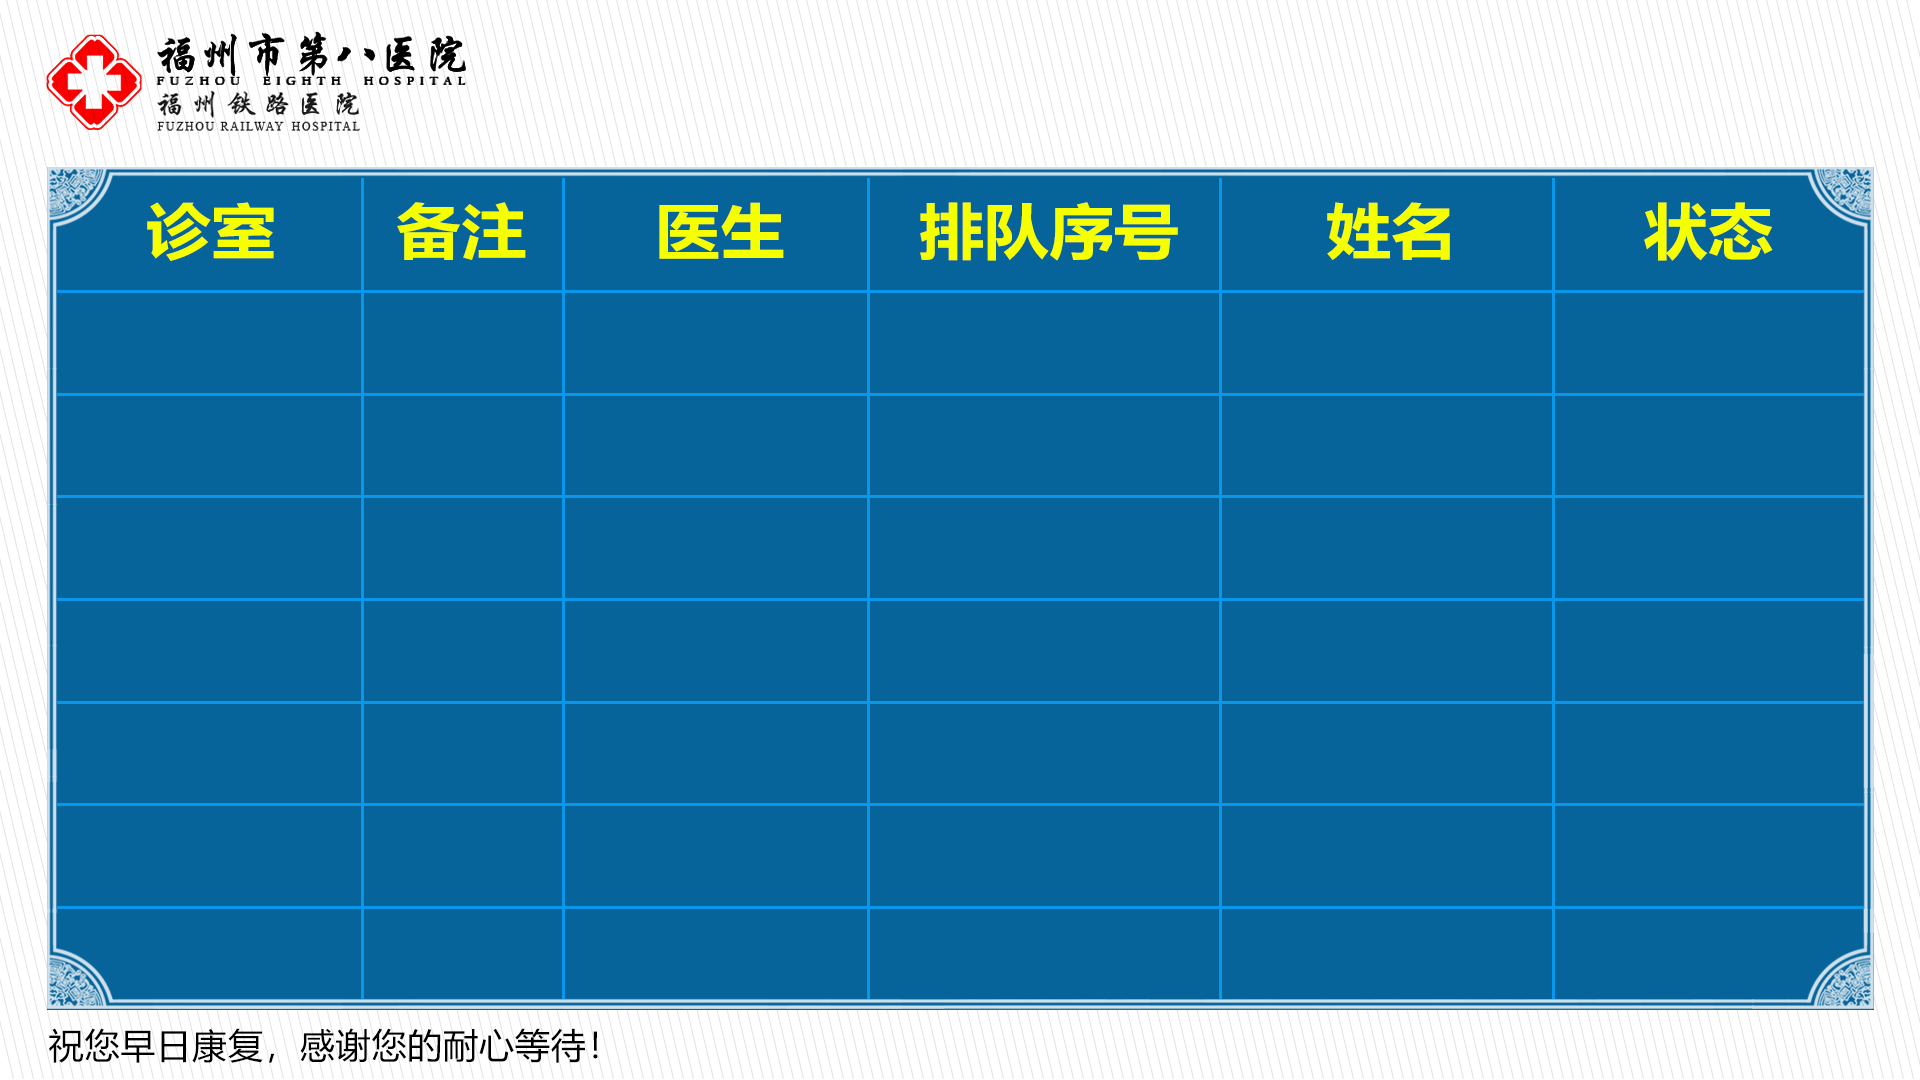 福州市第八医院
FUZHOU EIGHTH HOSPITAL
福州铁路医院
FUZHOU RAILWAY HOSPITAL
诊室 备注 医生 排队序号 姓名 状态
祝您早日康复，感谢您的耐心等待！